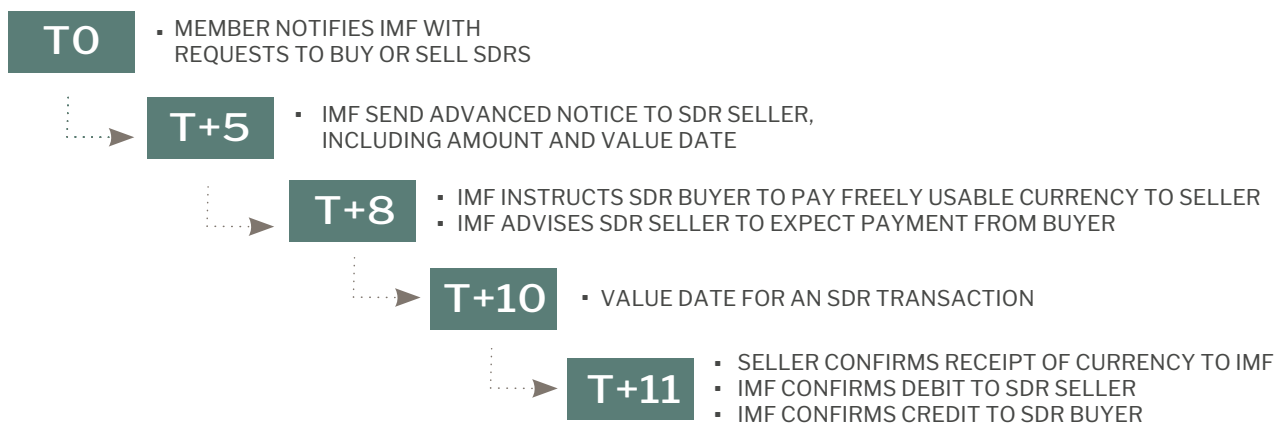 T0
▪ MEMBER NOTIFIES IMF WITH
REQUESTS TO BUY OR SELL SDRS
T+5
▪ IMF SEND ADVANCED NOTICE TO SDR SELLER,
INCLUDING AMOUNT AND VALUE DATE
T+8
▪ IMF INSTRUCTS SDR BUYER TO PAY FREELY USABLE CURRENCY TO SELLER
▪ IMF ADVISES SDR SELLER TO EXPECT PAYMENT FROM BUYER
T+10
▪ VALUE DATE FOR AN SDR TRANSACTION
T+11
▪ SELLER CONFIRMS RECEIPT OF CURRENCY TO IMF
▪ IMF CONFIRMS DEBIT TO SDR SELLER
▪ IMF CONFIRMS CREDIT TO SDR BUYER